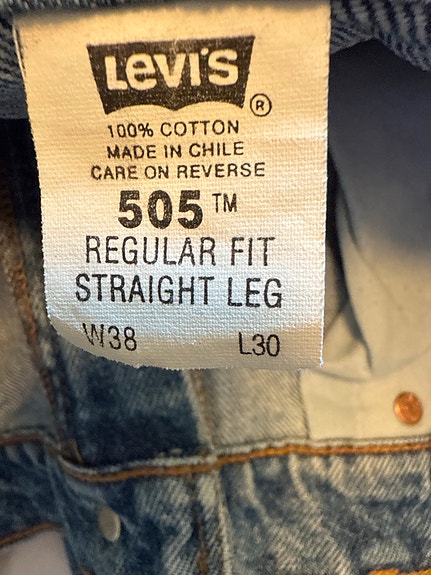 LeVI'S
®
100% COTTON
MADE IN CHILE
CARE ON REVERSE
505™
REGULAR FIT
STRAIGHT LEG
W38 L30